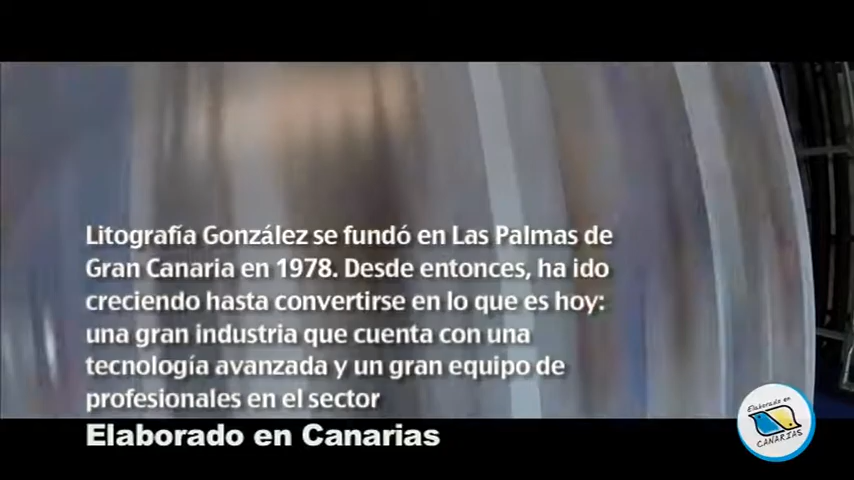 Litografía González se fundó en Las Palmas de
Gran Canaria en 1978. Desde entonces, ha ido
creciendo hasta convertirse en lo que es hoy:
una gran industria que cuenta con una
tecnología avanzada y un gran equipo de
profesionales en el sector
Elaborado en Canarias
Elaborado en
CANARIAS